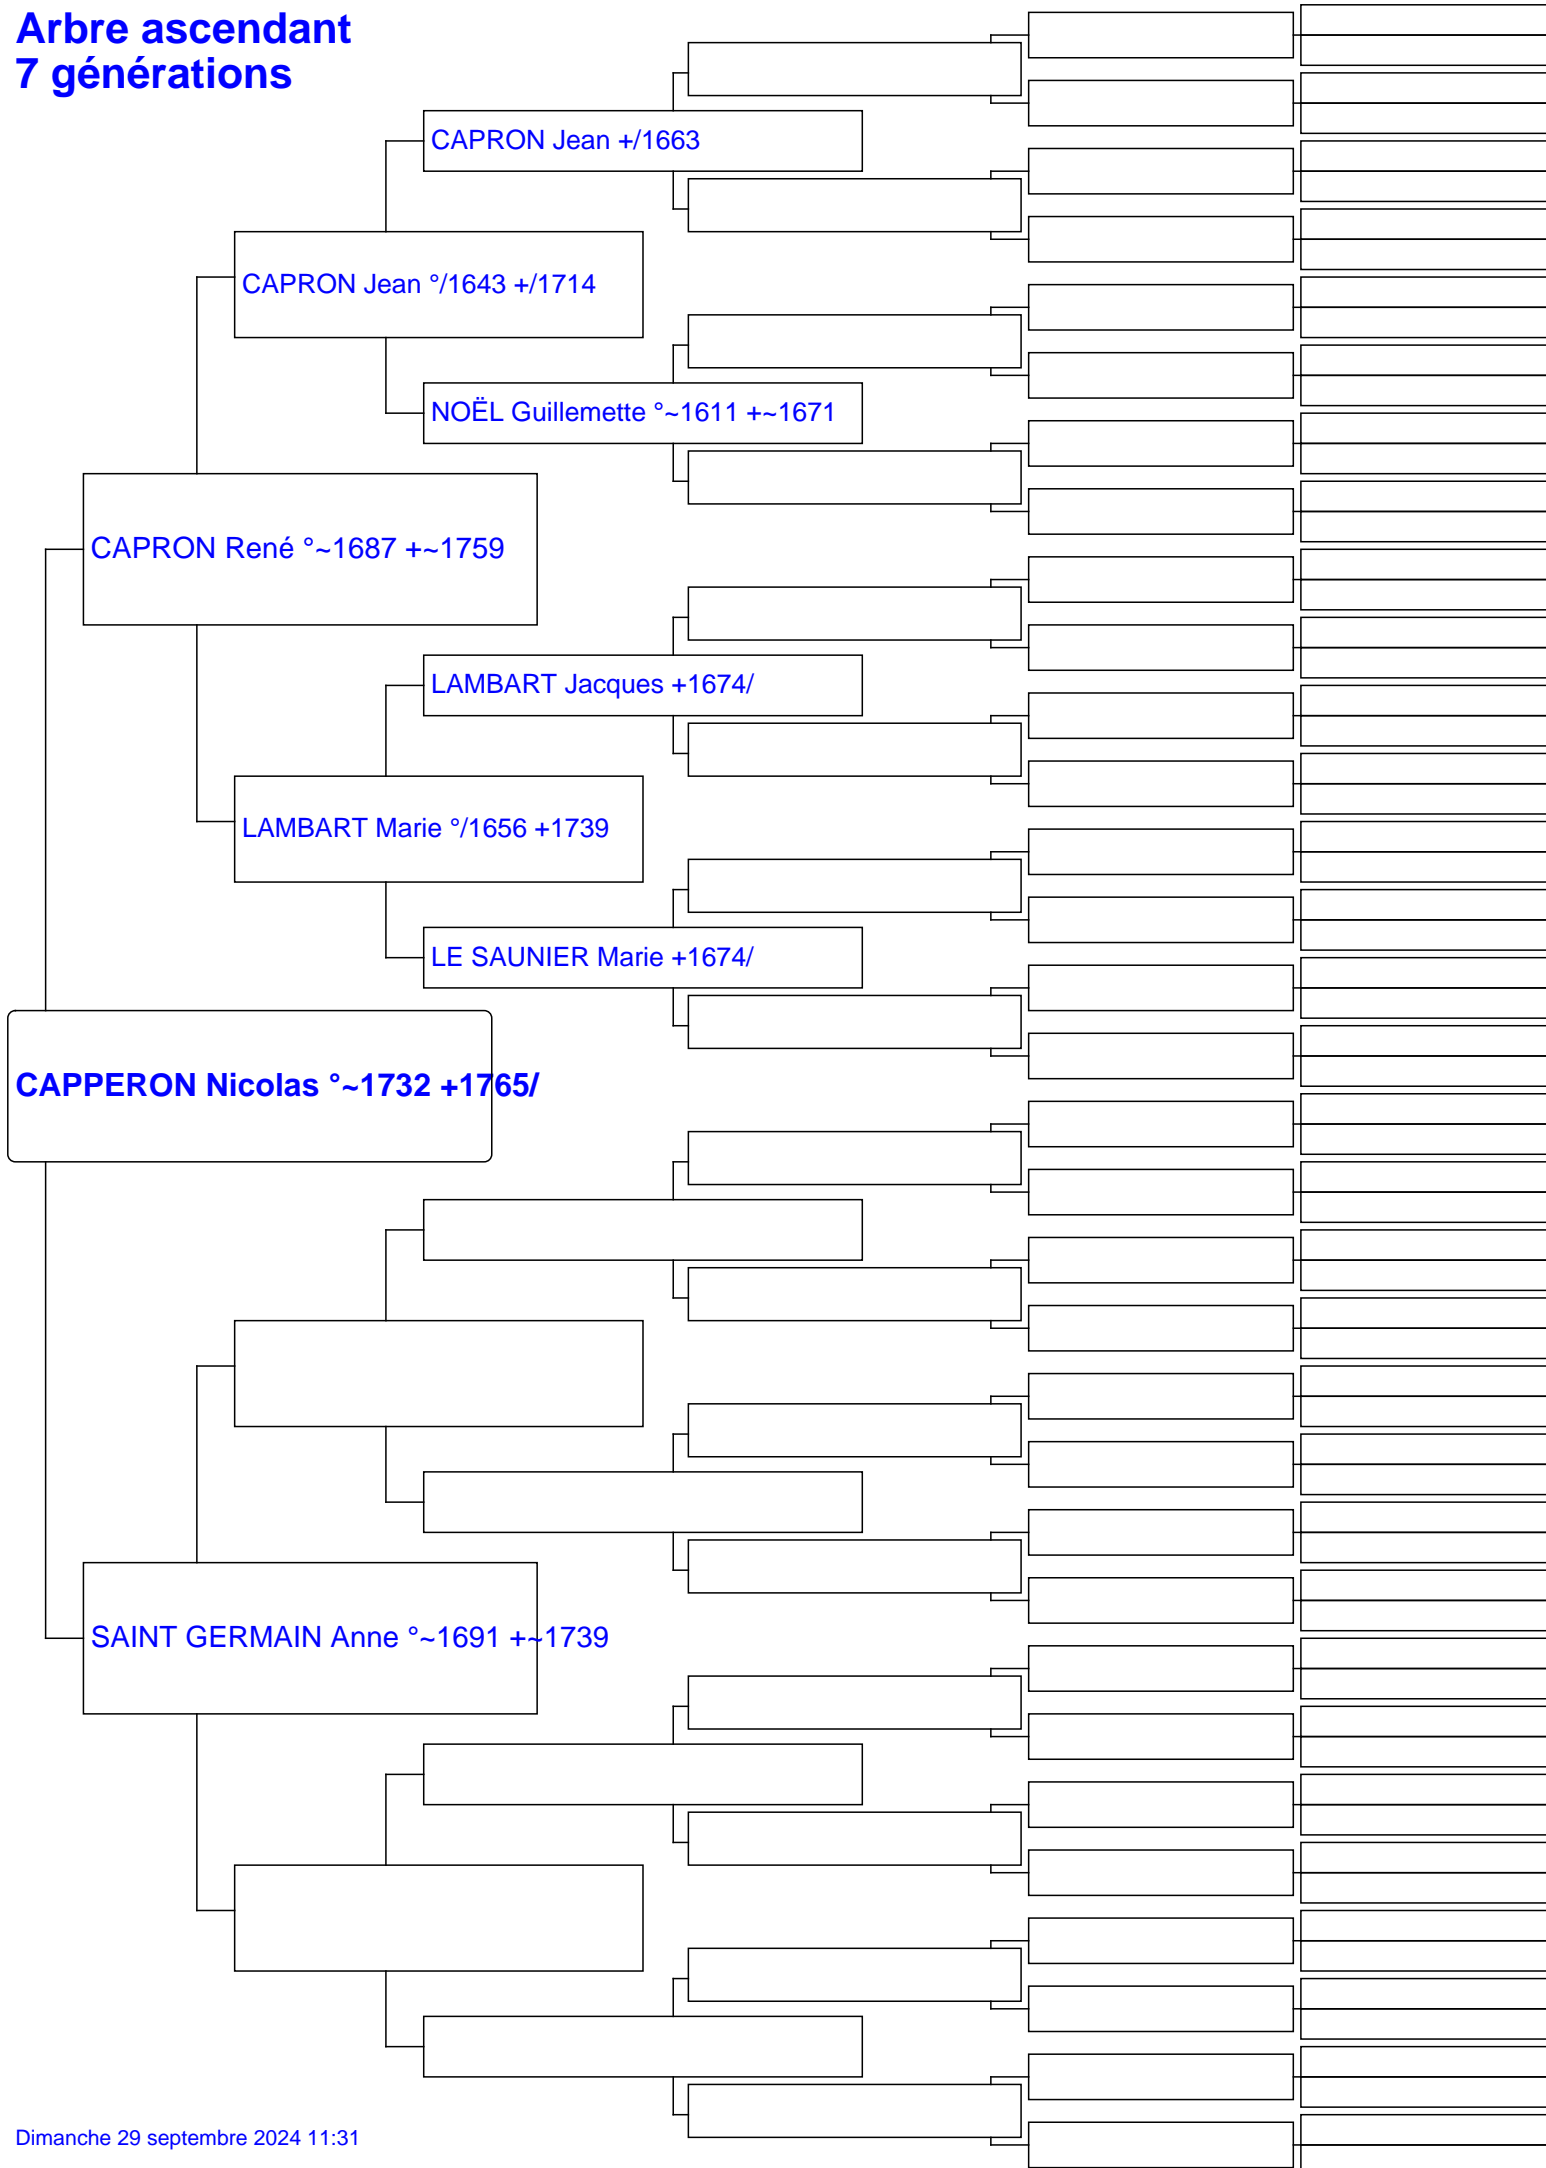 Arbre ascendant
7 générations
CAPRON Jean +/1663
CAPRON Jean °/1643 +/1714
NOËL Guillemette °~1611 +~1671
CAPRON René °~1687 +~1759
LAMBART Jacques +1674/
LAMBART Marie °/1656 +1739
LE SAUNIER Marie +1674/
CAPPERON Nicolas °~1732 +1765/
SAINT GERMAIN Anne °~1691 +~1739
Dimanche 29 septembre 2024 11:31